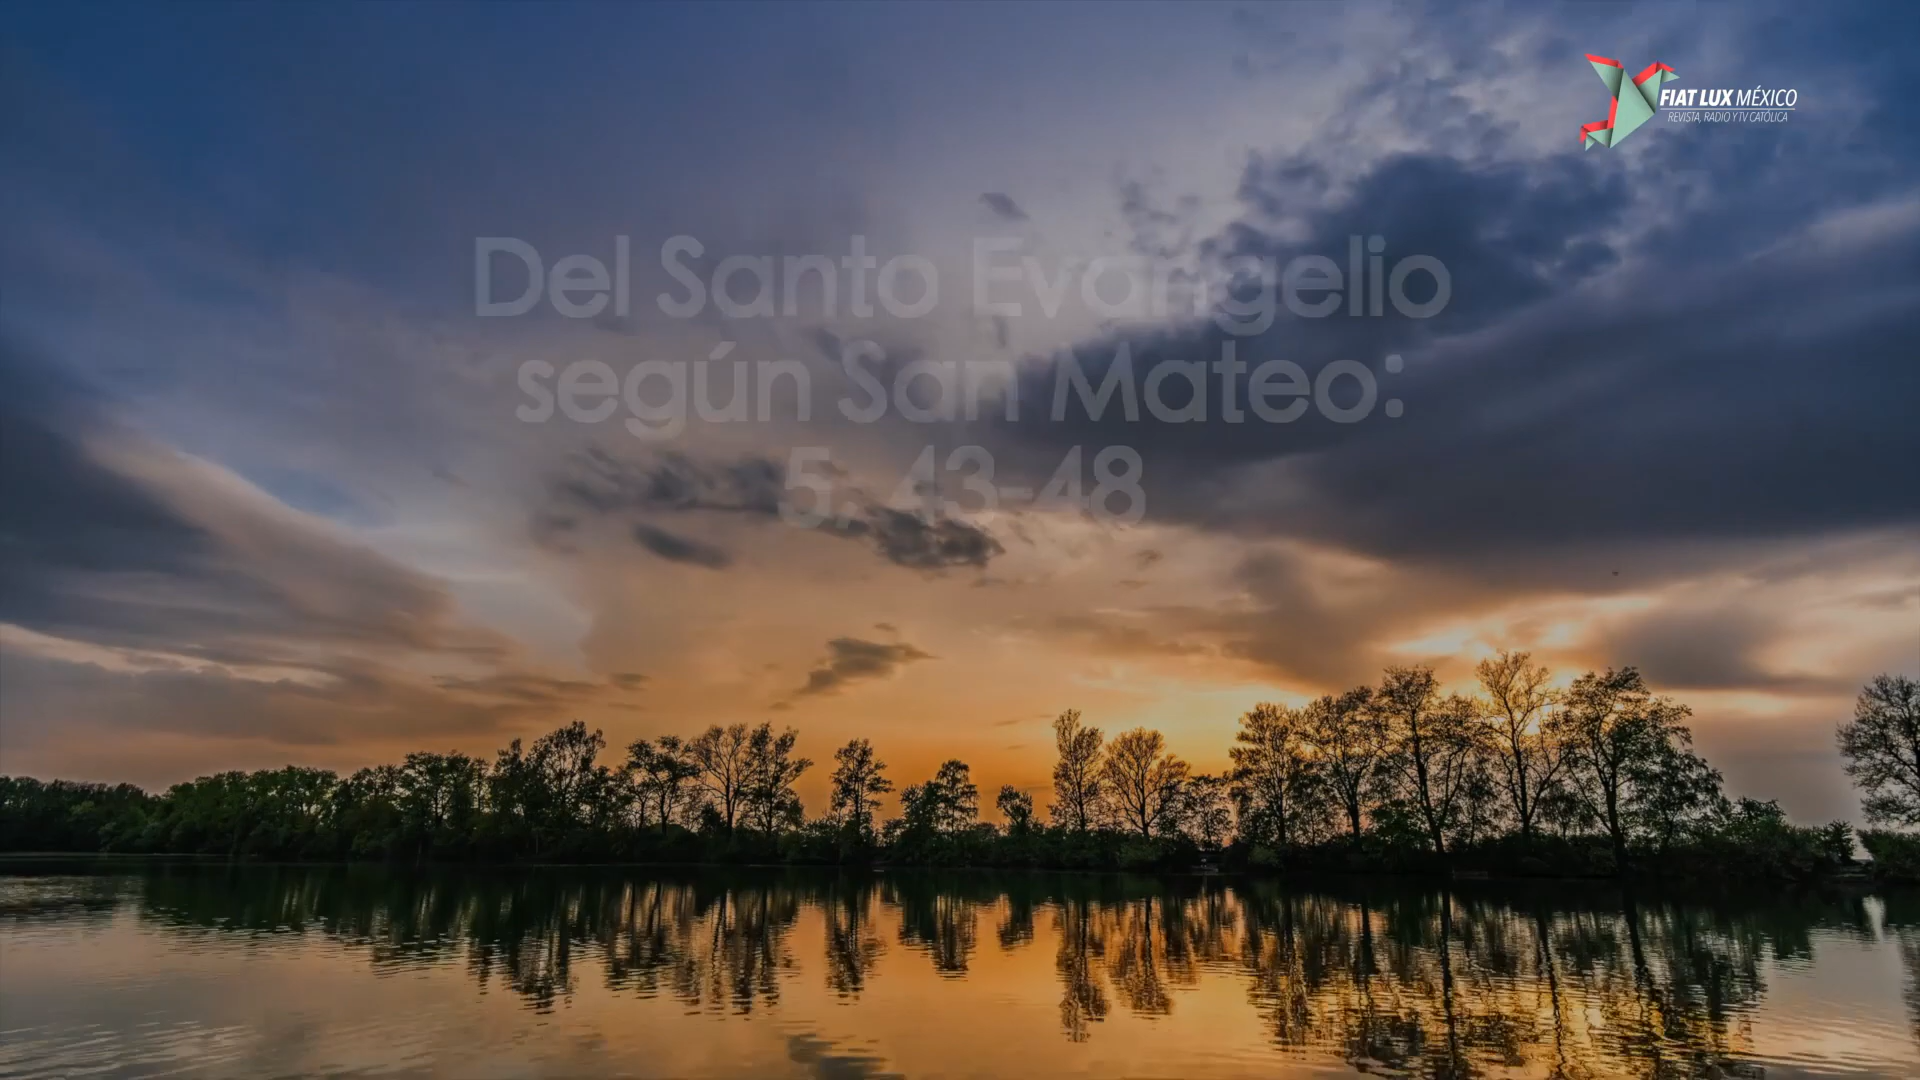 FIAT LUX MÉXICO
REVISTA, RADIO Y TV CATÓLICA
Del Santo Evangelio
según San Mateo:
5, 43-48